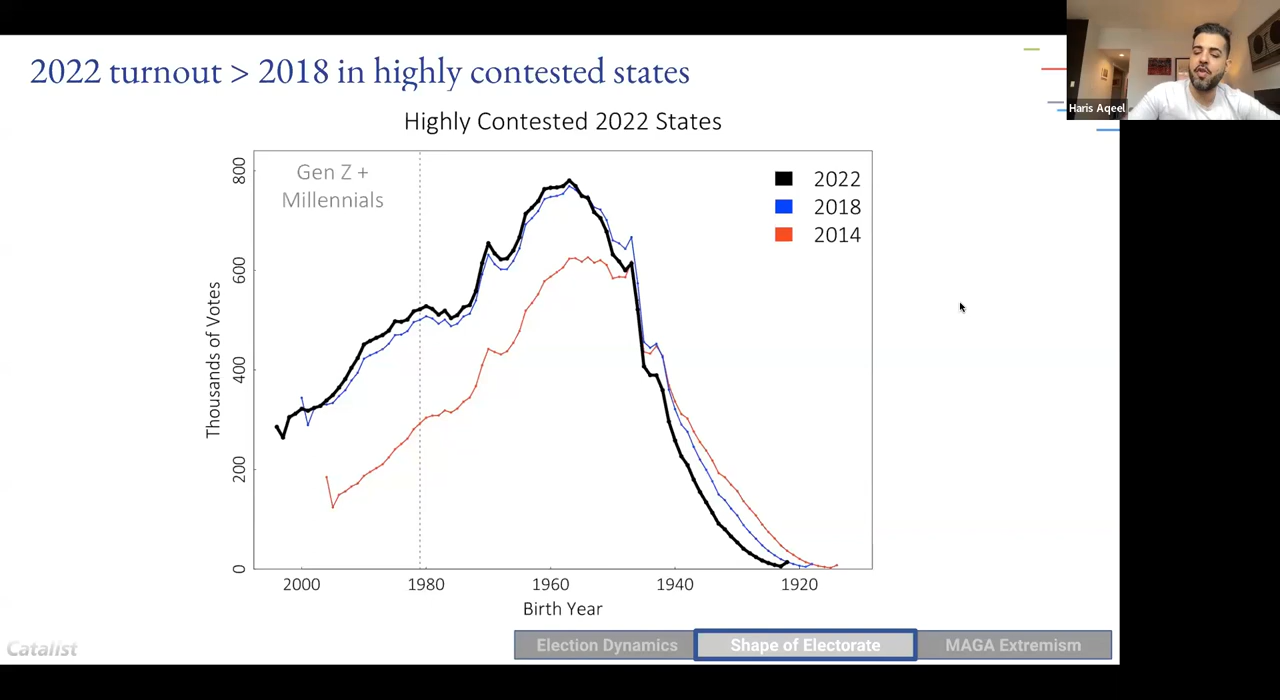 2022 turnout > 2018 in highly contested states
Haris Aqeel
Highly Contested 2022 States
Gen Z +
Millennials
2022
2018
2014
Thousands of Votes
800
600
400
200
0
2000
1980
1960
1940
1920
Birth Year
Catalist
Election Dynamics
Shape of Electorate
MAGA Extremism